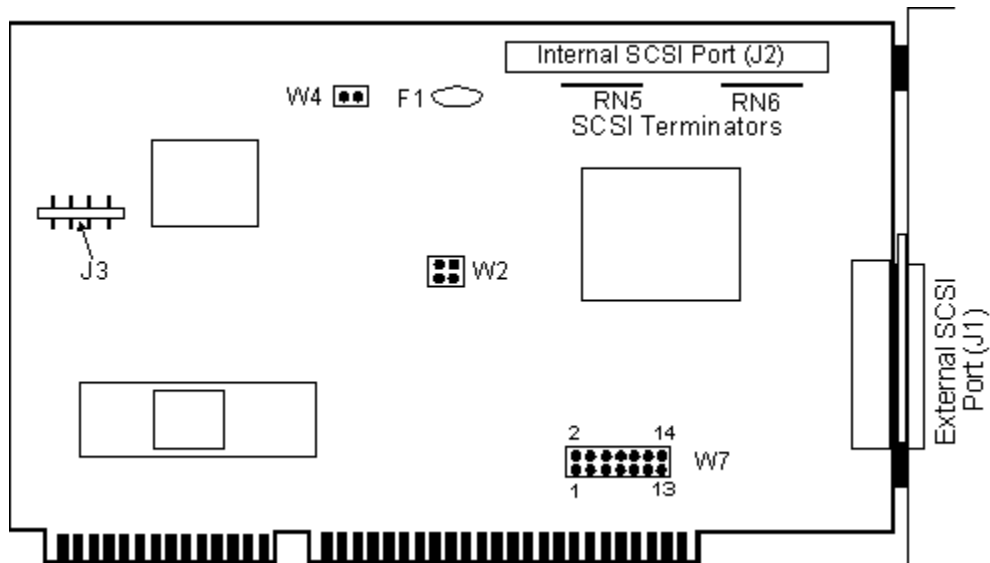 Internal SCSI Port (J2)
W4
F1
RN5
RN6
SCSI Terminators
J3
W2
External SCSI
Port (J1)
2
14
W7
1
13